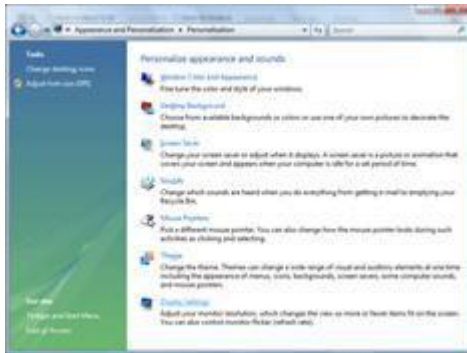 Appearance and Personalization ▸ Personalization
Tasks
Change desktop icons
Adjust font size (DPI)
Personalize appearance and sounds
Window Color and Appearance
Fine tune the color and style of your windows.
Desktop Background
Choose from available backgrounds or colors or use one of your own pictures to decorate the
desktop.
Screen Saver
Change your screen saver or adjust when it displays. A screen saver is a picture or animation that
covers your screen and appears when your computer is idle for a set period of time.
Sounds
Change which sounds are heard when you do everything from getting e-mail to emptying your
Recycle Bin.
Mouse Pointers
Pick a different mouse pointer. You can also change how the mouse pointer looks during such
activities as clicking and selecting.
Theme
Change the theme. Themes can change a wide range of visual and auditory elements at one time
including the appearance of menus, icons, backgrounds, screen savers, some computer sounds,
and mouse pointers.
Display Settings
Adjust your monitor resolution, which changes the view so more or fewer items fit on the screen.
You can also control monitor flicker (refresh rate).
See also
Taskbar and Start Menu
Ease of Access